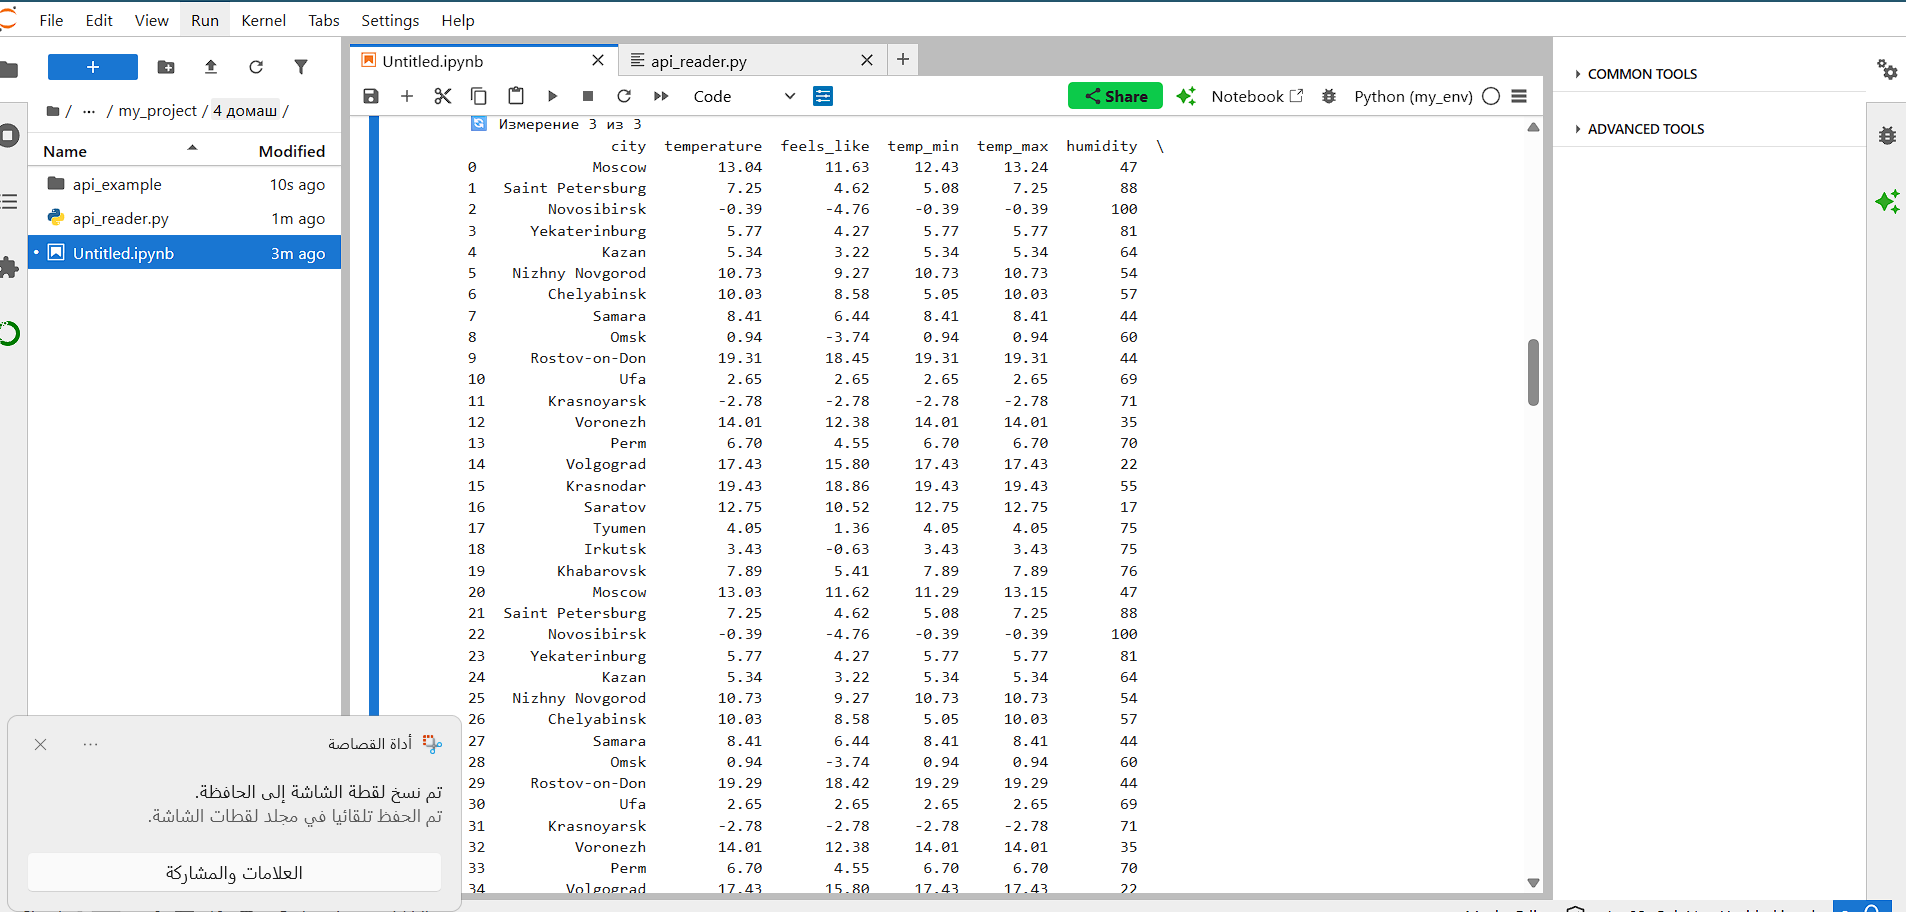 File Edit View Run Kernel Tabs Settings Help
+
/ ... / my_project / 4 домаш /
Name Modified
api_example 10s ago
api_reader.py 1m ago
Untitled.ipynb 3m ago
Untitled.ipynb
api_reader.py
Code
Share
Notebook
Python (my_env)
Измерение 3 из 3
city temperature feels_like temp_min temp_max humidity \
0 Moscow 13.04 11.63 12.43 13.24 47
1 Saint Petersburg 7.25 4.62 5.08 7.25 88
2 Novosibirsk -0.39 -4.76 -0.39 -0.39 100
3 Yekaterinburg 5.77 4.27 5.77 5.77 81
4 Kazan 5.34 3.22 5.34 5.34 64
5 Nizhny Novgorod 10.73 9.27 10.73 10.73 54
6 Chelyabinsk 10.03 8.58 5.05 10.03 57
7 Samara 8.41 6.44 8.41 8.41 44
8 Omsk 0.94 -3.74 0.94 0.94 60
9 Rostov-on-Don 19.31 18.45 19.31 19.31 44
10 Ufa 2.65 2.65 2.65 2.65 69
11 Krasnoyarsk -2.78 -2.78 -2.78 -2.78 71
12 Voronezh 14.01 12.38 14.01 14.01 35
13 Perm 6.70 4.55 6.70 6.70 70
14 Volgograd 17.43 15.80 17.43 17.43 22
15 Krasnodar 19.43 18.86 19.43 19.43 55
16 Saratov 12.75 10.52 12.75 12.75 17
17 Tyumen 4.05 1.36 4.05 4.05 75
18 Irkutsk 3.43 -0.63 3.43 3.43 75
19 Khabarovsk 7.89 5.41 7.89 7.89 76
20 Moscow 13.03 11.62 11.29 13.15 47
21 Saint Petersburg 7.25 4.62 5.08 7.25 88
22 Novosibirsk -0.39 -4.76 -0.39 -0.39 100
23 Yekaterinburg 5.77 4.27 5.77 5.77 81
24 Kazan 5.34 3.22 5.34 5.34 64
25 Nizhny Novgorod 10.73 9.27 10.73 10.73 54
26 Chelyabinsk 10.03 8.58 5.05 10.03 57
27 Samara 8.41 6.44 8.41 8.41 44
28 Omsk 0.94 -3.74 0.94 0.94 60
29 Rostov-on-Don 19.29 18.42 19.29 19.29 44
30 Ufa 2.65 2.65 2.65 2.65 69
31 Krasnoyarsk -2.78 -2.78 -2.78 -2.78 71
32 Voronezh 14.01 12.38 14.01 14.01 35
33 Perm 6.70 4.55 6.70 6.70 70
34 Volgograd 17.43 15.80 17.43 17.43 22
COMMON TOOLS
ADVANCED TOOLS
أداة القصاصة
تم نسخ لقطة الشاشة إلى الحافظة.
تم الحفظ تلقائيا في مجلد لقطات الشاشة.
العلامات والمشاركة